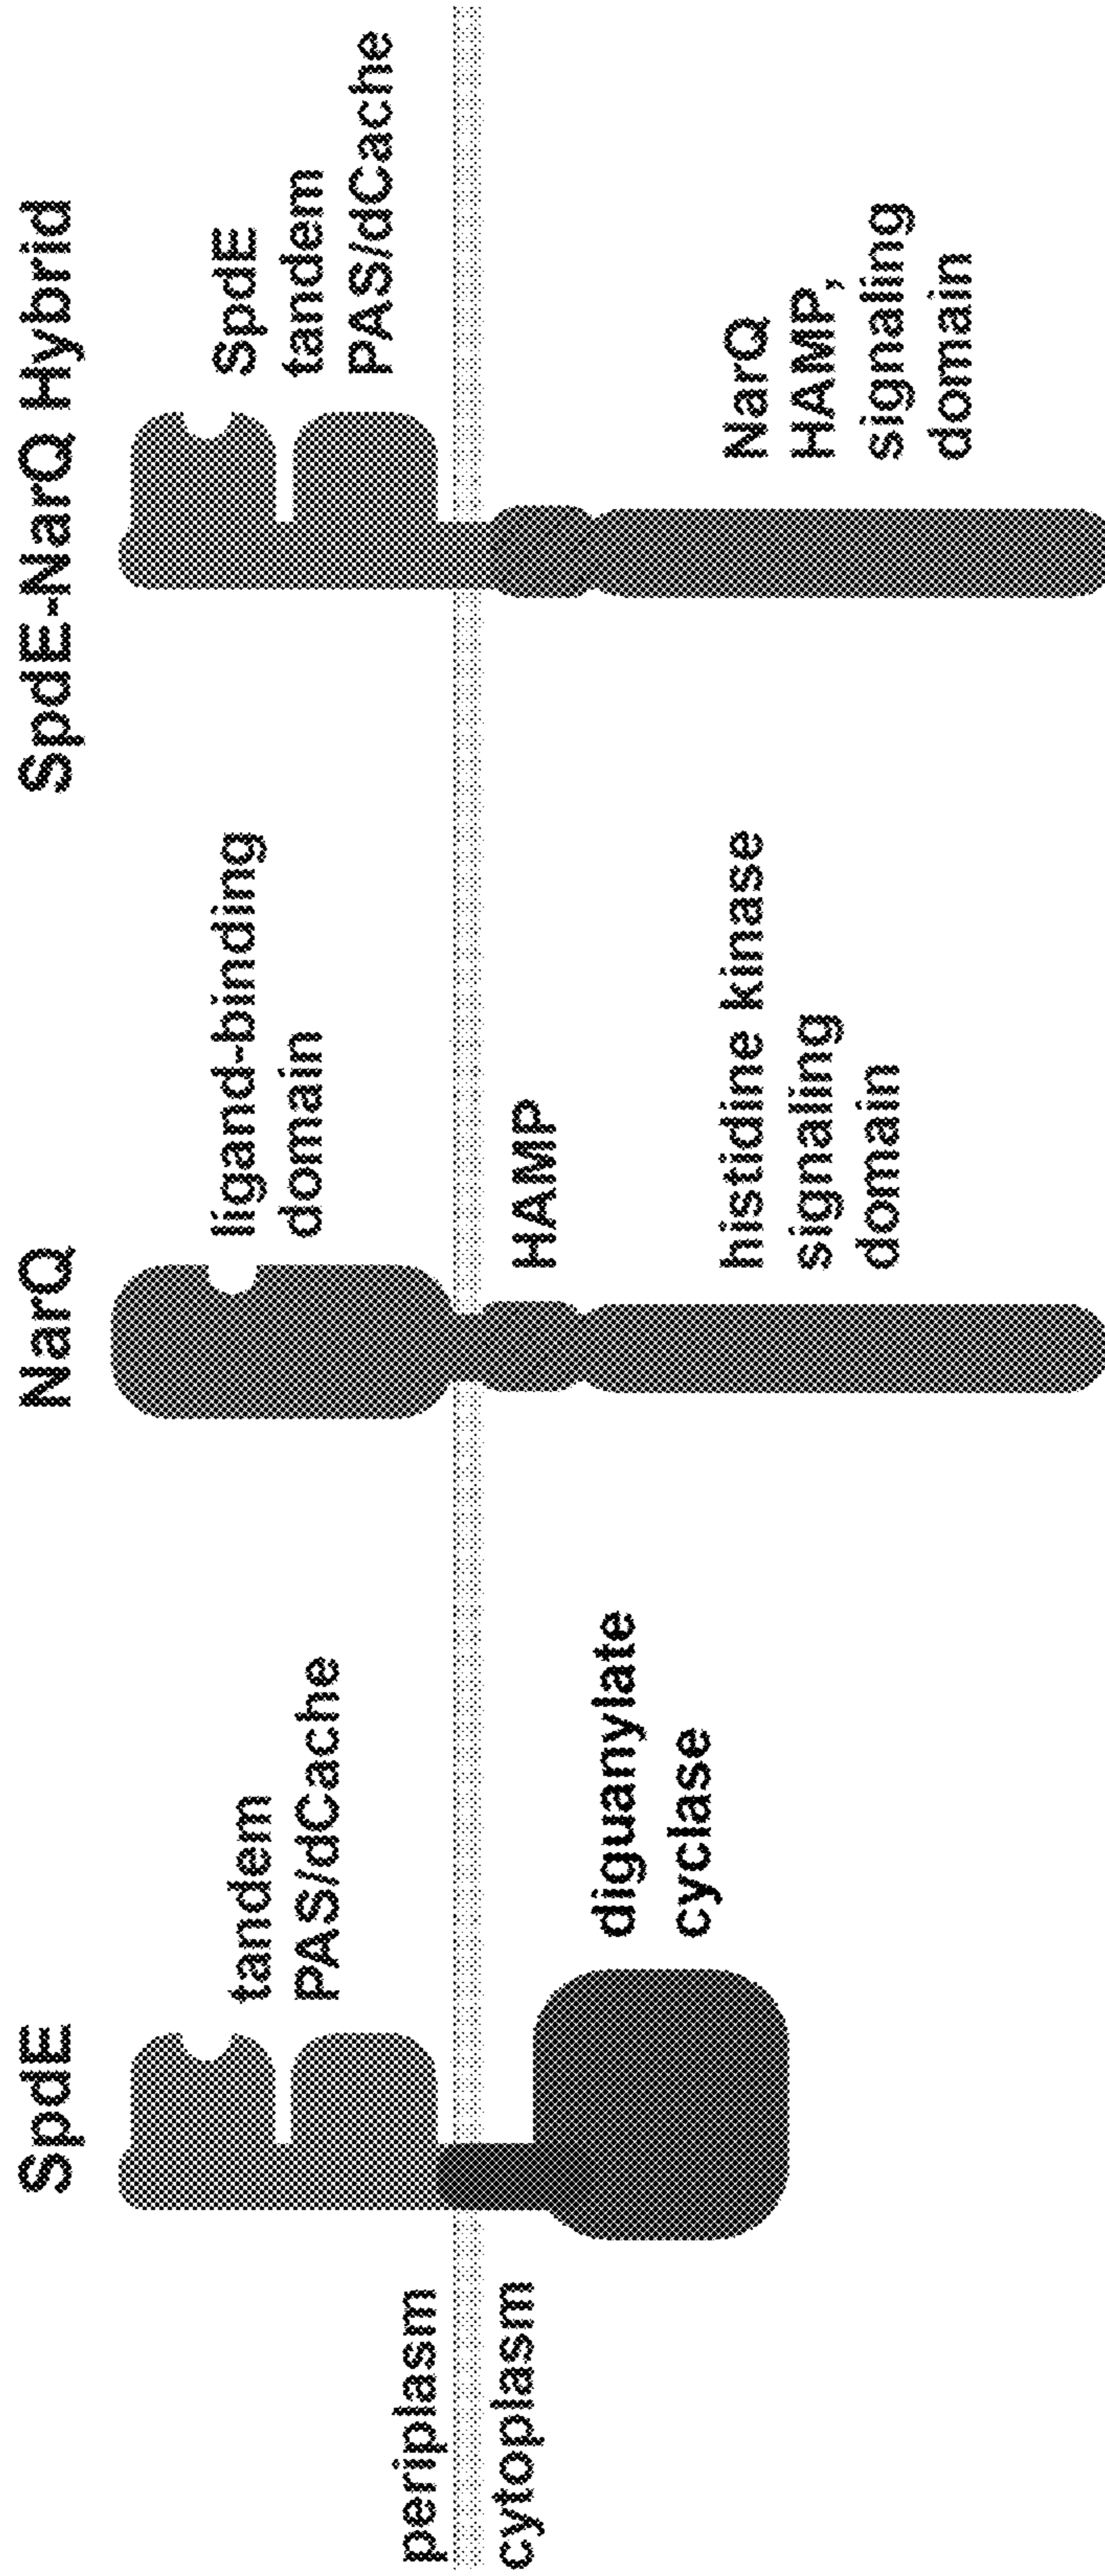 SpdE
tandem
PAS/dCache
periplasm
cytoplasm
diguanylate
cyclase
NarQ
ligand-binding
domain
HAMP
histidine kinase
signaling
domain
SpdE-NarQ Hybrid
SpdE
tandem
PAS/dCache
NarQ
HAMP,
signaling
domain